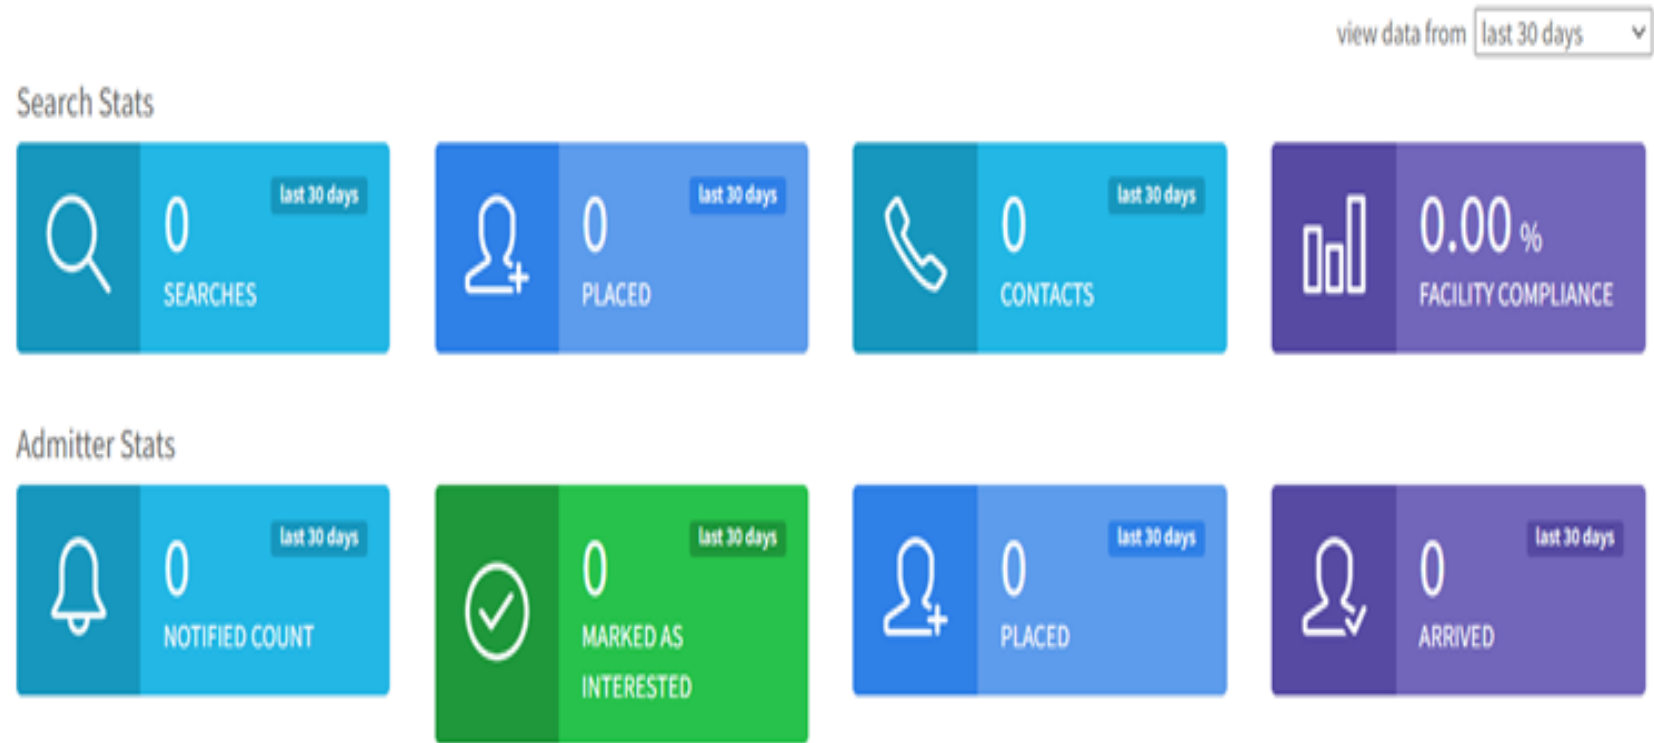 view data from last 30 days
Search Stats
0 last 30 days
SEARCHES
0 last 30 days
PLACED
0 last 30 days
CONTACTS
0.00 %
FACILITY COMPLIANCE
Admitter Stats
0 last 30 days
NOTIFIED COUNT
0 last 30 days
MARKED AS
INTERESTED
0 last 30 days
PLACED
0 last 30 days
ARRIVED